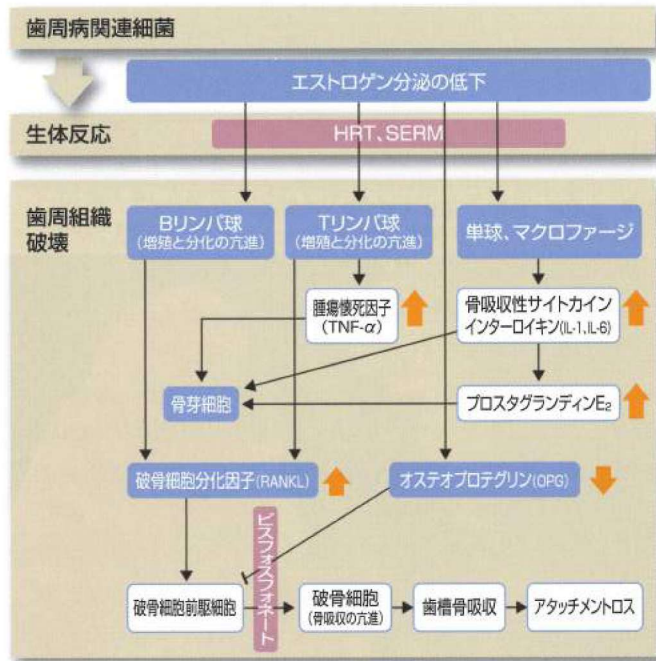 歯周病関連細菌
エストロゲン分泌の低下
生体反応
HRT、SERM
歯周組織
破壊
Bリンパ球
(増殖と分化の亢進)
Tリンパ球
(増殖と分化の亢進)
単球、マクロファージ
腫瘍懐死因子
(TNF-α)
骨吸収性サイトカイン
インターロイキン(IL-1、IL-6)
骨芽細胞
プロスタグランディンE₂
破骨細胞分化因子(RANKL)
オステオプロテグリン(OPG)
ビスフォスフォネート
破骨細胞前駆細胞
破骨細胞
(骨吸収の亢進)
歯槽骨吸収
アタッチメントロス